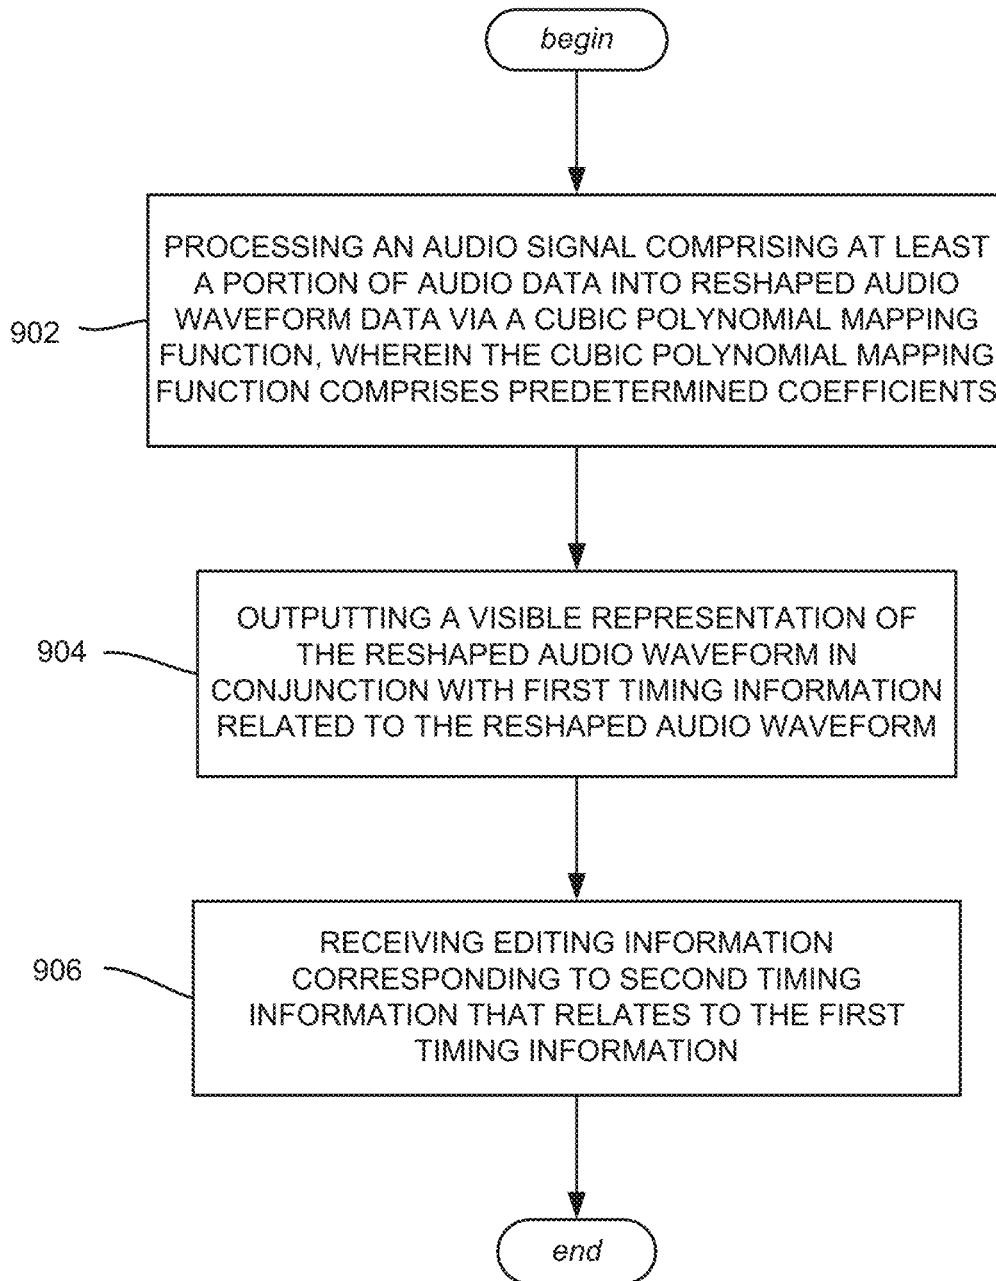 begin
902
PROCESSING AN AUDIO SIGNAL COMPRISING AT LEAST
A PORTION OF AUDIO DATA INTO RESHAPED AUDIO
WAVEFORM DATA VIA A CUBIC POLYNOMIAL MAPPING
FUNCTION, WHEREIN THE CUBIC POLYNOMIAL MAPPING
FUNCTION COMPRISES PREDETERMINED COEFFICIENTS
904
OUTPUTTING A VISIBLE REPRESENTATION OF
THE RESHAPED AUDIO WAVEFORM IN
CONJUNCTION WITH FIRST TIMING INFORMATION
RELATED TO THE RESHAPED AUDIO WAVEFORM
906
RECEIVING EDITING INFORMATION
CORRESPONDING TO SECOND TIMING
INFORMATION THAT RELATES TO THE FIRST
TIMING INFORMATION
end